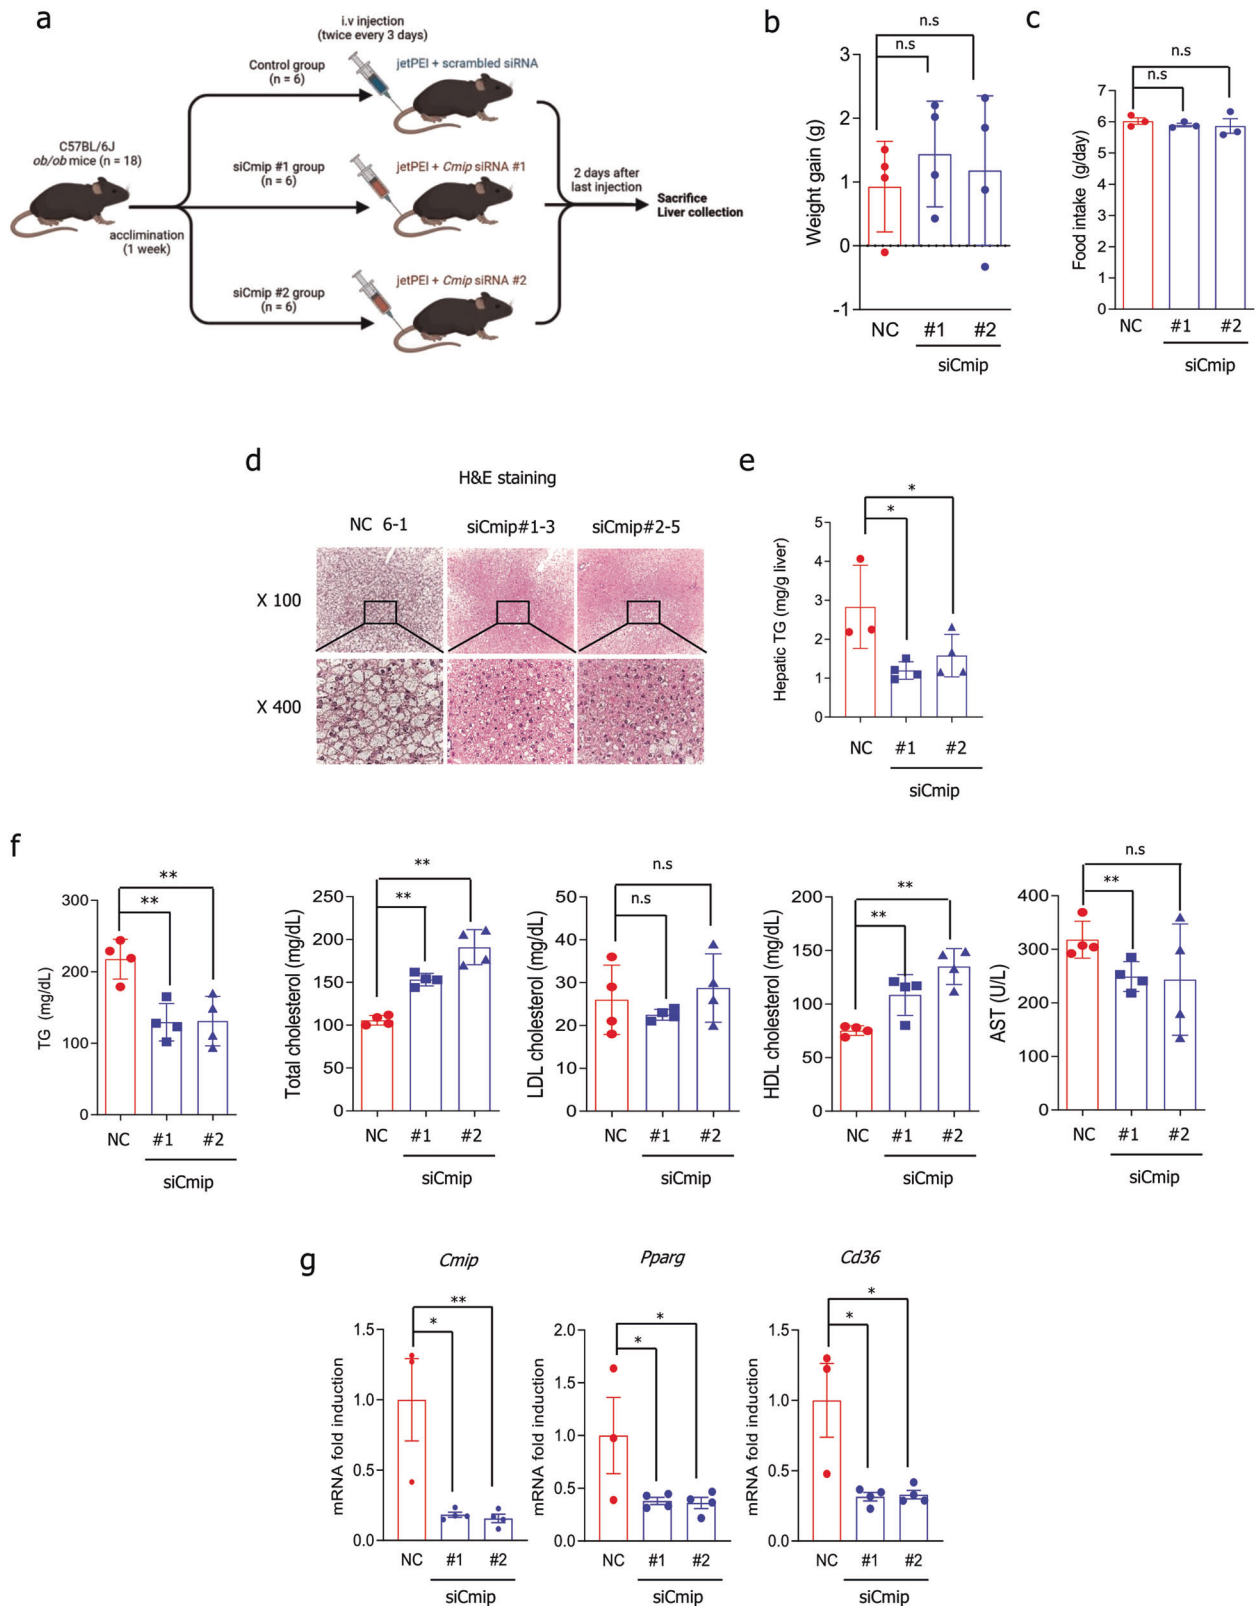 a
i.v injection
(twice every 3 days)
Control group
(n = 6)
jetPEI + scrambled siRNA
C57BL/6J
ob/ob mice (n = 18)
siCmip #1 group
(n = 6)
jetPEI + Cmip siRNA #1
2 days after
last injection
Sacrifice
Liver collection
acclimination
(1 week)
siCmip #2 group
(n = 6)
jetPEI + Cmip siRNA #2
b
n.s
n.s
Weight gain (g)
3
2
1
0
-1
NC #1 #2
siCmip
c
n.s
n.s
Food intake (g/day)
7
6
5
4
3
2
1
0
NC #1 #2
siCmip
d
H&E staining
NC 6-1 siCmip#1-3 siCmip#2-5
X 100
X 400
e
*
*
Hepatic TG (mg/g liver)
5
4
3
2
1
0
NC #1 #2
siCmip
f
**
**
TG (mg/dL)
300
200
100
0
NC #1 #2
siCmip
**
**
Total cholesterol (mg/dL)
250
200
150
100
50
0
NC #1 #2
siCmip
n.s
n.s
LDL cholesterol (mg/dL)
50
40
30
20
10
0
NC #1 #2
siCmip
**
**
HDL cholesterol (mg/dL)
200
150
100
50
0
NC #1 #2
siCmip
n.s
**
AST (U/L)
400
300
200
100
0
NC #1 #2
siCmip
g
Cmip
**
*
mRNA fold induction
1.5
1.0
0.5
0.0
NC #1 #2
siCmip
Pparg
*
*
mRNA fold induction
2.0
1.5
1.0
0.5
0.0
NC #1 #2
siCmip
Cd36
*
*
mRNA fold induction
1.5
1.0
0.5
0.0
NC #1 #2
siCmip